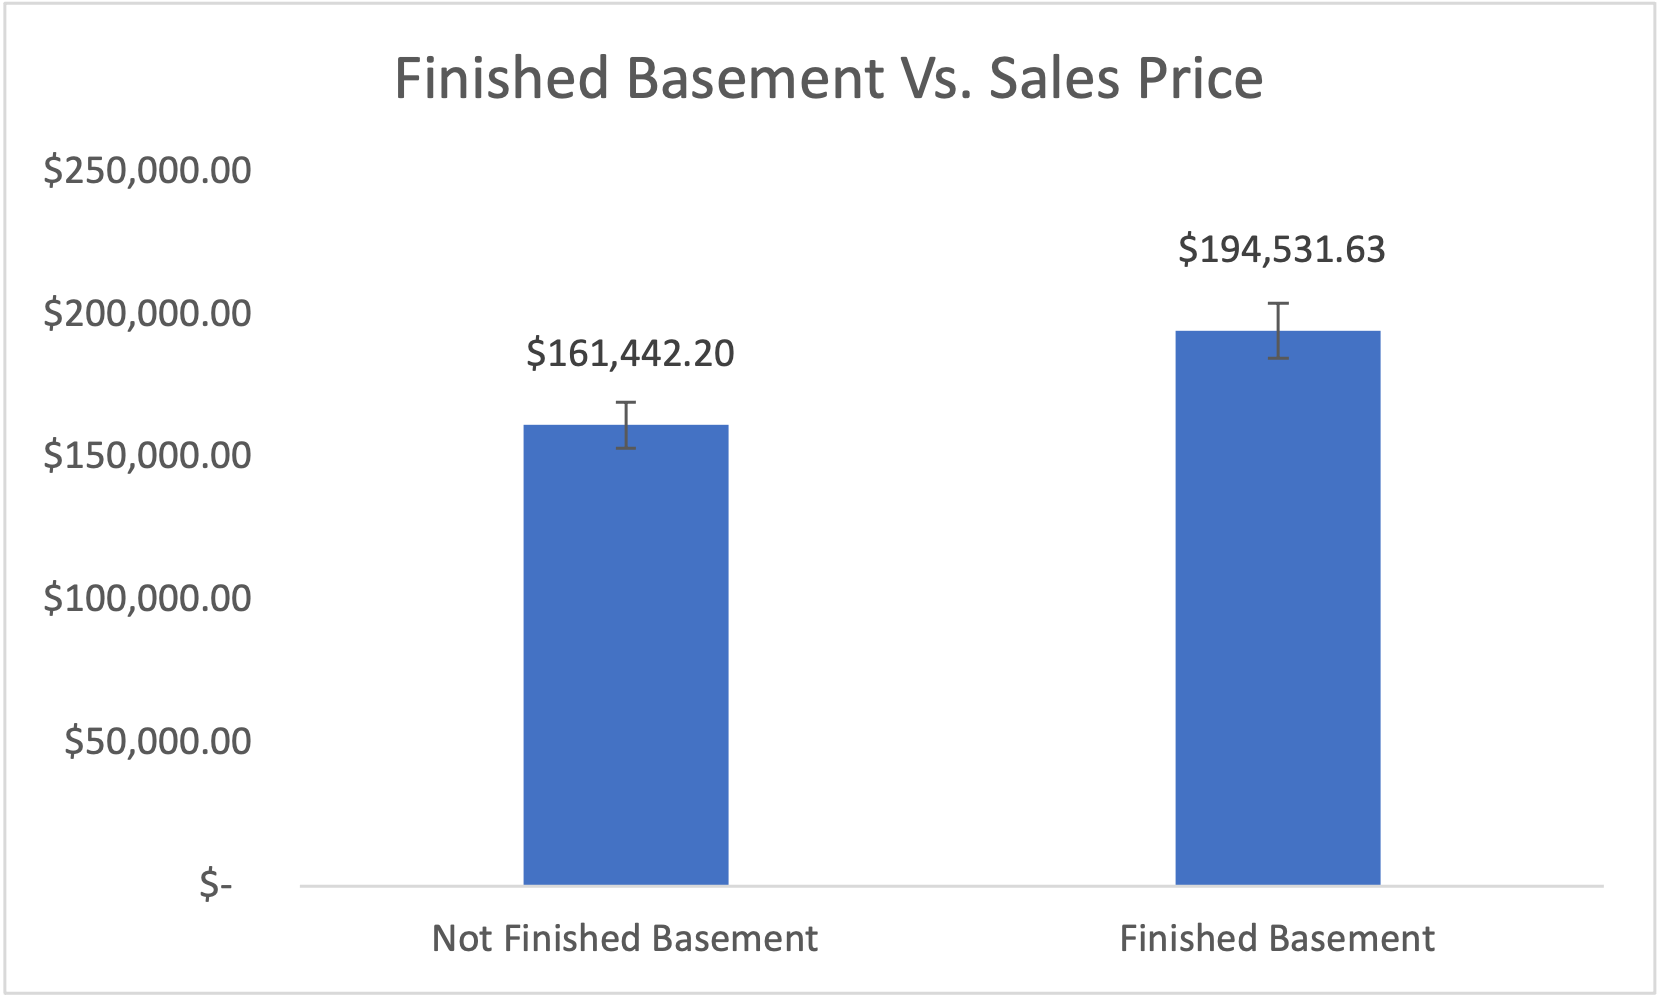 Finished Basement Vs. Sales Price
$250,000.00
$200,000.00
$150,000.00
$100,000.00
$50,000.00
$-
$161,442.20
$194,531.63
Not Finished Basement
Finished Basement